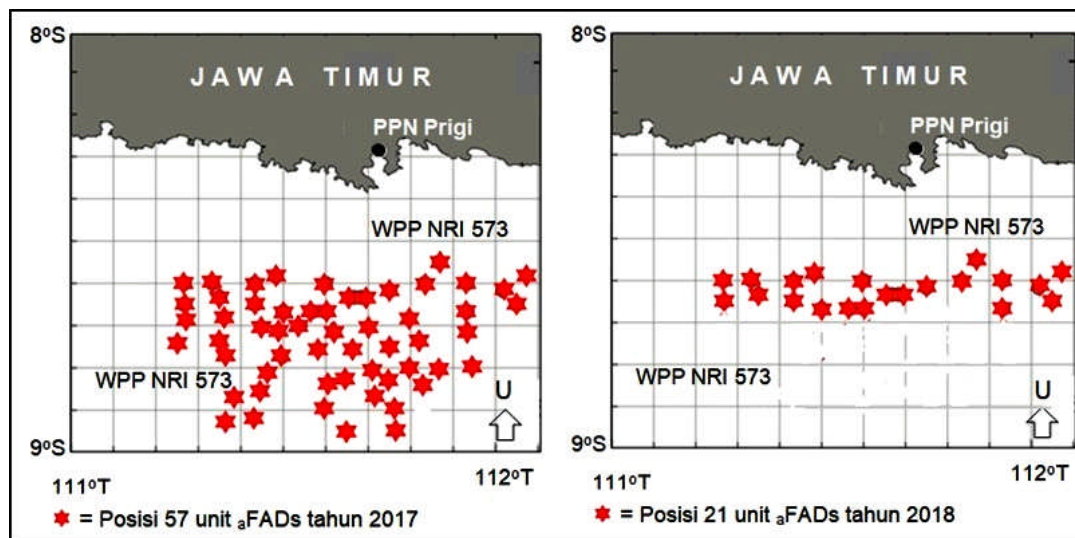 8ºS
JAWA TIMUR
PPN Prigi
WPP NRI 573
WPP NRI 573
U
9ºS
111ºT
112ºT
= Posisi 57 unit ₐFADs tahun 2017
8ºS
JAWA TIMUR
PPN Prigi
WPP NRI 573
WPP NRI 573
U
9ºS
111ºT
112ºT
= Posisi 21 unit ₐFADs tahun 2018